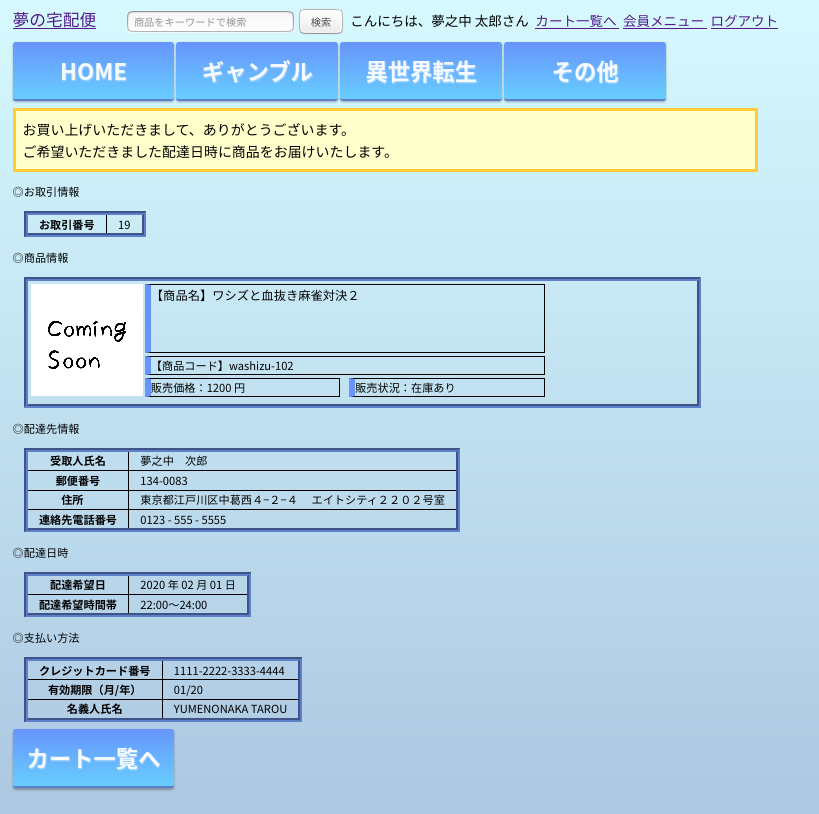 夢の宅配便
商品をキーワードで検索
検索
こんにちは、夢之中 太郎さん カート一覧へ 会員メニュー ログアウト
HOME
ギャンブル
異世界転生
その他
お買い上げいただきまして、ありがとうございます。
ご希望いただきました配達日時に商品をお届けいたします。
◎お取引情報
お取引番号 19
◎商品情報
Coming
Soon
【商品名】ワシズと血抜き麻雀対決２
【商品コード】washizu-102
販売価格：1200 円
販売状況：在庫あり
◎配達先情報
受取人氏名 夢之中　次郎
郵便番号 134-0083
住所 東京都江戸川区中葛西４−２−４　エイトシティ２２０２号室
連絡先電話番号 0123 - 555 - 5555
◎配達日時
配達希望日 2020 年 02 月 01 日
配達希望時間帯 22:00〜24:00
◎支払い方法
クレジットカード番号 1111-2222-3333-4444
有効期限（月/年） 01/20
名義人氏名 YUMENONAKA TAROU
カート一覧へ